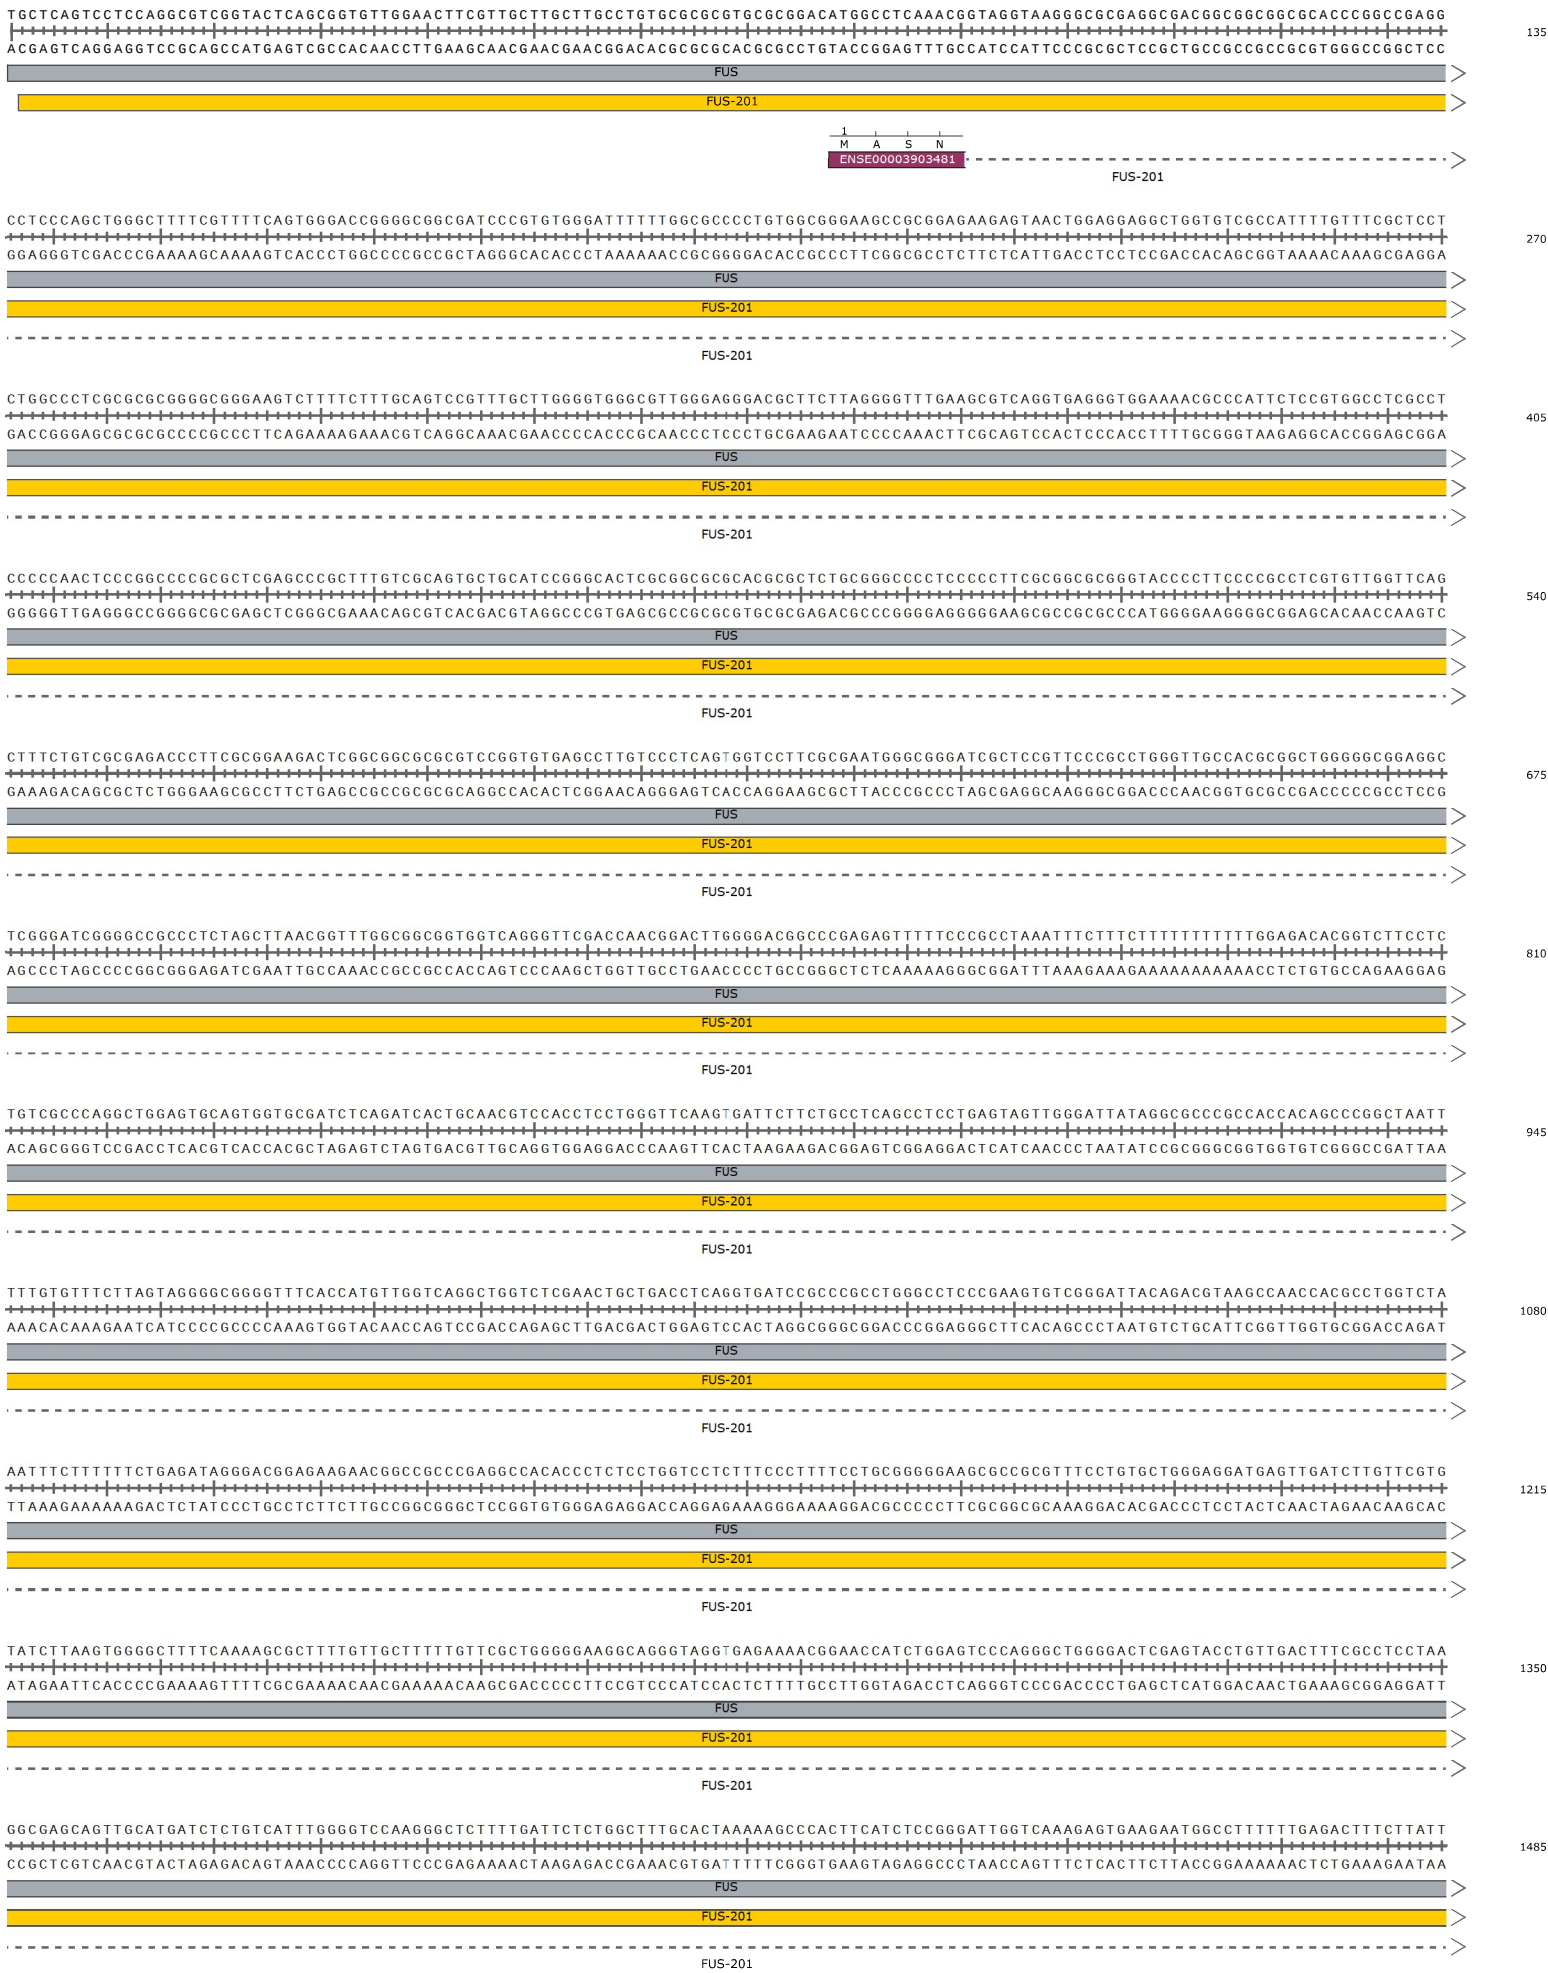 TGCTCAGTCCTCCAGGCGTCGGTACTCAGCGGTGTTGGAACTTCGTTGCTTGCTTGCCTGTGCGCGCGTGCGCGGACATGGCCTCAAACGGTAGGTAAGGGCGCGAGGCGACGGCGGCGGCGCACCCGGCCGAGG
135
ACGAGTCAGGAGGTCCGCAGCCATGAGTCGCCACAACCTTGAAGCAACGAACGAACGGACACGCGCGCACGCGCCTGTACCGGAGTTTGCCATCCATTCCCGCGCTCCGCTGCCGCCGCCGCGTGGGCCGGCTCC
FUS
FUS-201
1
M A S N
ENSE00003903481
FUS-201
CCTCCCAGCTGGGCTTTTCGTTTTCAGTGGGACCGGGGCGGCGATCCCGTGTGGGATTTTTTTGGCGCCCCTGTGGCGGGAAGCCGCGGAGAAGAGTAACTGGAGGAGGCTGGTGTCGCCATTTTGTTTCGCTCCT
270
GGAGGGTCGACCCGAAAAGCAAAAGTCACCCTGGCCCCGCCGCTAGGGCACACCCTAAAAAAACCGCGGGGACACCGCCCTTCGGCGCCTCTTCTCATTGACCTCCTCCGACCACAGCGGTAAAACAAAGCGAGGA
FUS
FUS-201
FUS-201
CTGGCCCTCGCGCGCGGGGCGGGAAGTCTTTTCTTTGCAGTCCGTTTGCTTGGGGTGGGCGTTGGGAGGGACGCTTCTTAGGGGTTTGAAGCGTCAGGTGAGGGTGGAAAACGCCCATTCTCCGTGGCCTCGCCT
405
GACCGGGAGCGCGCGCCCCGCCCTTCAGAAAAGAAACGTCAGGCAAACGAACCCCACCCGCAACCCTCCCTGCGAAGAATCCCCAAACTTCGCAGTCCACTCCCACCTTTTGCGGGTAAGAGGCACCGGAGCGGA
FUS
FUS-201
FUS-201
CCCCCAACTCCCGGCCCCGCGCTCGAGCCCGCTTTGTCGCAGTGCTGCATCCGGGCACTCGCGGCGCGCACGCGCTCTGCGGGCCCCTCCCCCTTCGCGGCGCGGGTACCCCTTCCCCGCCTCGTGTTGGTTCAG
540
GGGGGTTGAGGGCCGGGGCGCGAGCTCGGGCGAAACAGCGTCACGACGTAGGCCCGTGAGCGCCGCGCGTGCGCGAGACGCCCGGGGAGGGGGAAGCGCCGCGCCCATGGGGAAGGGGCGGAGCACAACCAAGTC
FUS
FUS-201
FUS-201
CTTTCTGTCGCGAGACCCTTCGCGGAAGACTCGGCGGCGCGCGTCCGGTGTGAGCCTTGTCCCTCAGTGGTCCTTCGCGAATGGGCGGGATCGCTCCGTTCCCGCCTGGGTTGCCACGCGGCTGGGGGCGGAGGC
675
GAAAGACAGCGCTCTGGGAAGCGCCTTCTGAGCCGCCGCGCGCAGGCCACACTCGGAACAGGGAGTCACCAGGAAGCGCTTACCCGCCCTAGCGAGGCAAGGGCGGACCCAACGGTGCGCCGACCCCCGCCTCCG
FUS
FUS-201
FUS-201
TCGGGATCGGGGCCGCCCTCTAGCTTAACGGTTTGGCGGCGGTGGTCAGGGTTCGACCAACGGACTTGGGGACGGCCCGAGAGTTTTTCCCGCCTAAATTTCTTTCTTTTTTTTTTTTGGAGACACGGTCTTCCTC
810
AGCCCTAGCCCCGGCGGGAGATCGAATTGCCAAACCGCCGCCACCAGTCCCAAGCTGGTTGCCTGAACCCCTGCCGGGCTCTCAAAAAGGGCGGATTTAAAGAAAGAAAAAAAAAAAACCTCTGTGCCAGAAGGAG
FUS
FUS-201
FUS-201
TGTCGCCCAGGCTGGAGTGCAGTGGTGCGATCTCAGATCACTGCAACGTCCACCTCCTGGGTTCAAGTGATTCTTCTGCCTCAGCCTCCTGAGTAGTTGGGATTATAGGCGCCCGCCACCACAGCCCGGCTAATT
945
ACAGCGGGTCCGACCTCACGTCACCACGCTAGAGTCTAGTGACGTTGCAGGTGGAGGACCCAAGTTCACTAAGAAGACGGAGTCGGAGGACTCATCAACCCTAATATCCGCGGGCGGTGGTGTCGGGCCGATTAA
FUS
FUS-201
FUS-201
TTTGTGTTTCTTAGTAGGGGCGGGGTTTCACCATGTTGGTCAGGCTGGTCTCGAACTGCTGACCTCAGGTGATCCGCCCGCCTGGGCCTCCCGAAGTGTCGGGATTACAGACGTAAGCCAACCACGCCTGGTCTA
1080
AAACACAAAGAATCATCCCCGCCCCAAAGTGGTACAACCAGTCCGACCAGAGCTTGACGACTGGAGTCCACTAGGCGGGCGGACCCGGAGGGCTTCACAGCCCTAATGTCTGCATTCGGTTGGTGCGGACCAGAT
FUS
FUS-201
FUS-201
AATTTCTTTTTTCTGAGATAGGGACGGAGAAGAACGGCCGCCCGAGGCCACACCCTCTCCTGGTCCTCTTTCCCTTTTCCTGCGGGGGAAGCGCCGCGTTTCCTGTGCTGGGAGGATGAGTTGATCTTGTTCGTG
1215
TTAAAGAAAAAAGACTCTATCCCTGCCTCTTCTTGCCGGCGGGCTCCGGTGTGGGAGAGGACCAGGAGAAAGGGAAAAGGACGCCCCCTTCGCGGCGCAAAGGACACGACCCTCCTACTCAACTAGAACAAGCAC
FUS
FUS-201
FUS-201
TATCTTAAGTGGGGCTTTTCAAAAGCGCTTTTGTTGCTTTTTGTTCGCTGGGGGAAGGCAGGGTAGGTGAGAAAACGGAACCATCTGGAGTCCCAGGGCTGGGGACTCGAGTACCTGTTGACTTTCGCCTCCTAA
1350
ATAGAATTCACCCCGAAAAGTTTTCGCGAAAACAACGAAAAACAAGCGACCCCCTTCCGTCCCATCCACTCTTTTGCCTTGGTAGACCTCAGGGTCCCGACCCCTGAGCTCATGGACAACTGAAAGCGGAGGATT
FUS
FUS-201
FUS-201
GGCGAGCAGTTGCATGATCTCTGTCATTTGGGGTCCAAGGGCTCTTTTGATTCTCTGGCTTTGCACTAAAAAGCCCACTTCATCTCCGGGATTGGTCAAAGAGTGAAGAATGGCCTTTTTTGAGACTTTCTTATT
1485
CCGCTCGTCAACGTACTAGAGACAGTAAACCCCAGGTTCCCGAGAAAACTAAGAGACCGAAACGTGATTTTTCGGGTGAAGTAGAGGCCCTAACCAGTTTCTCACTTCTTACCGGAAAAAACTCTGAAAGAATAA
FUS
FUS-201
FUS-201